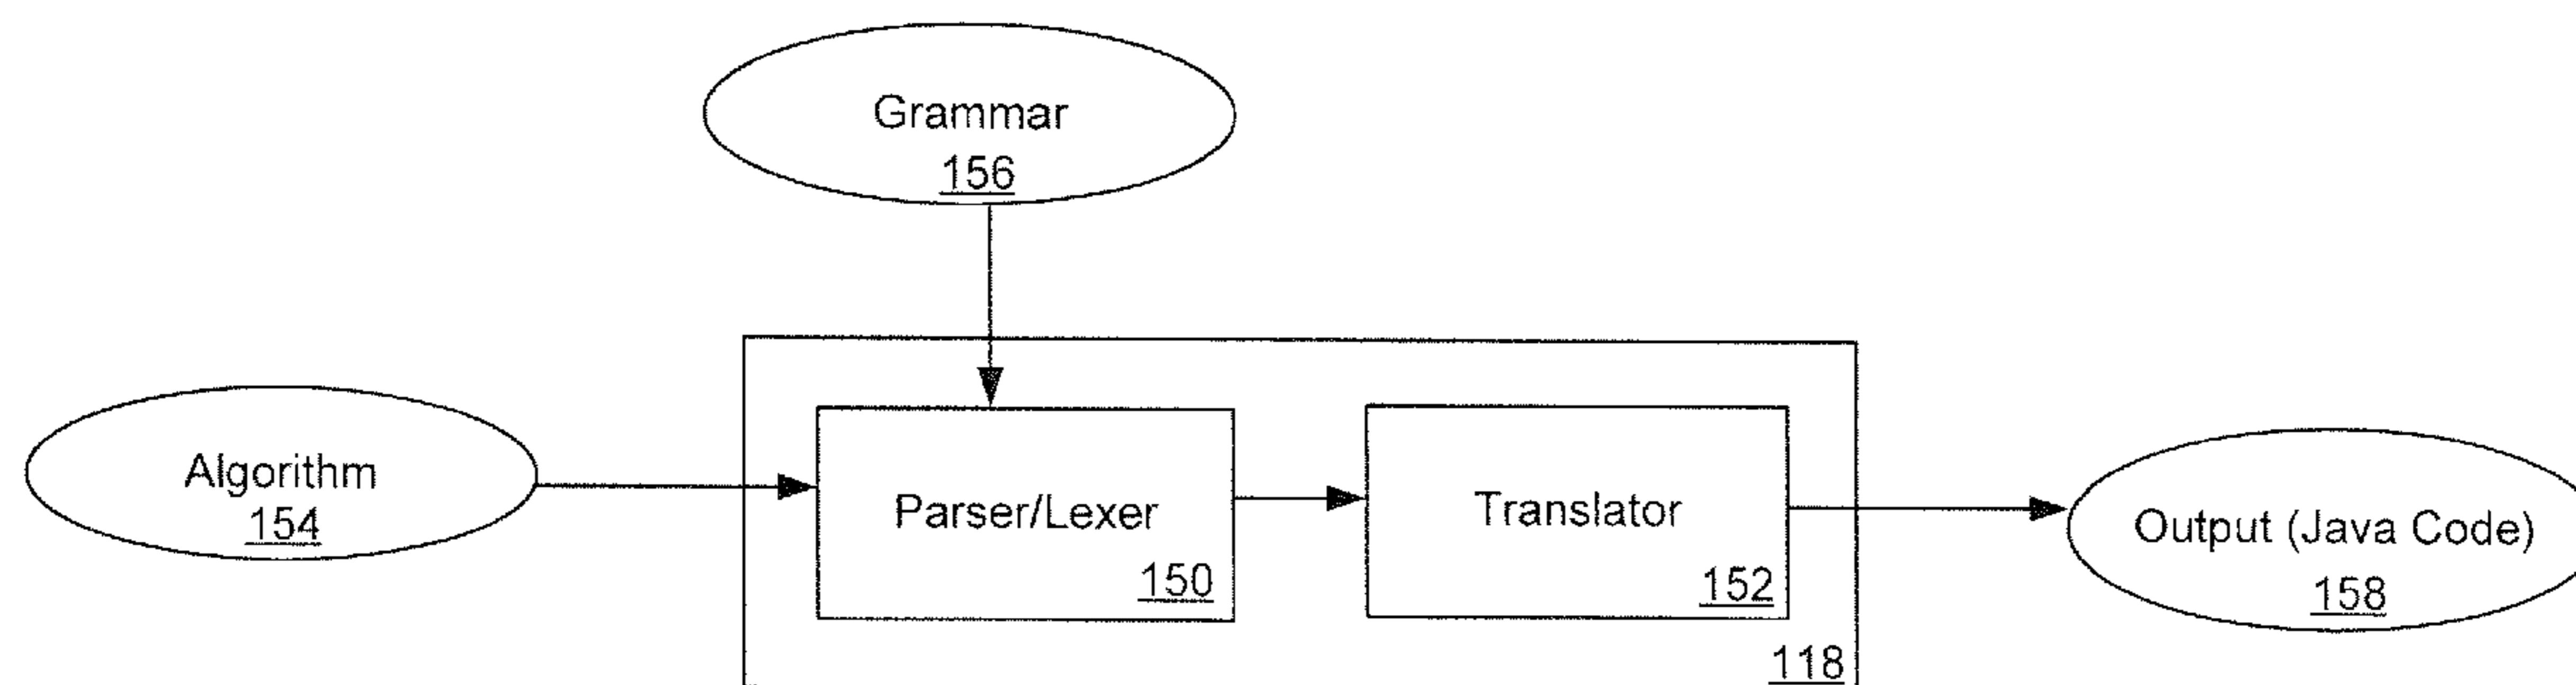 Grammar
156
Algorithm
154
Parser/Lexer
150
Translator
152
Output (Java Code)
158
118